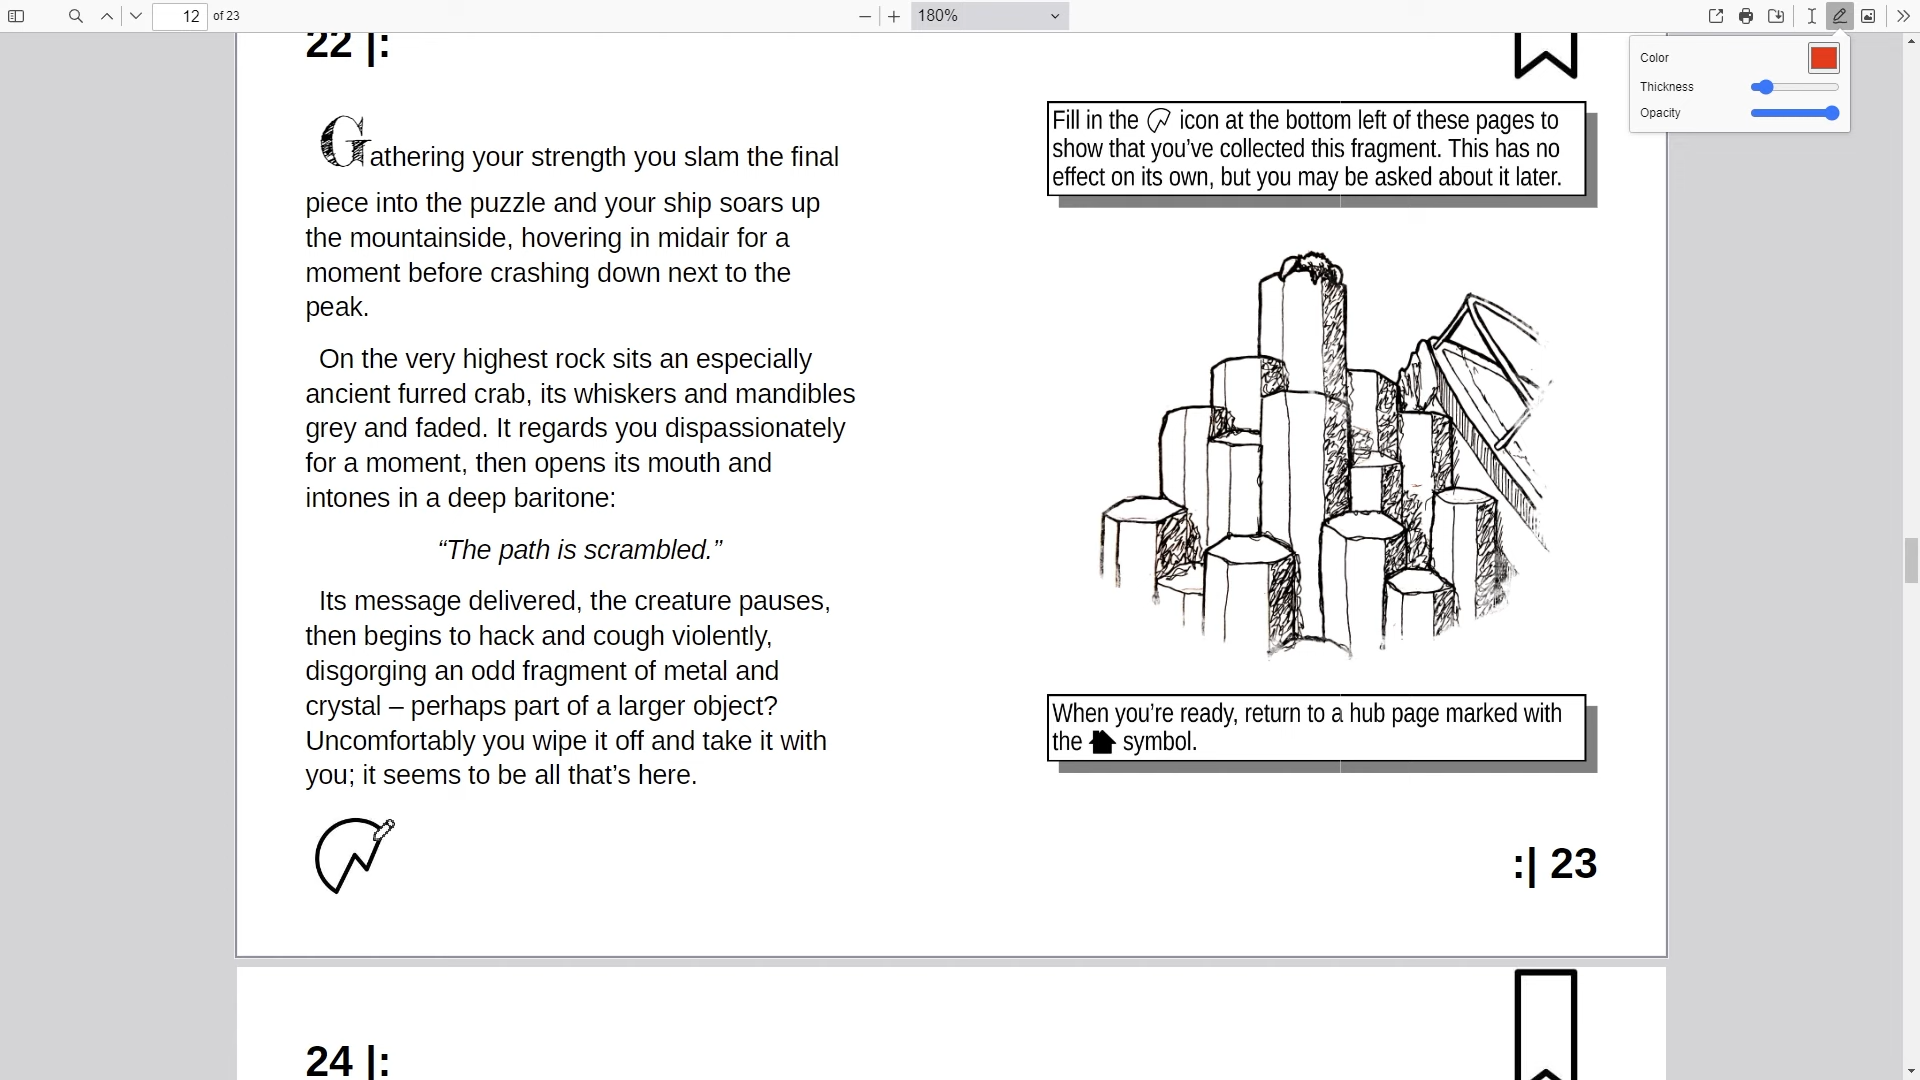 12 of 23
180%
Color
Thickness
Opacity
22 |:
Gathering your strength you slam the final
piece into the puzzle and your ship soars up
the mountainside, hovering in midair for a
moment before crashing down next to the
peak.
On the very highest rock sits an especially
ancient furred crab, its whiskers and mandibles
grey and faded. It regards you dispassionately
for a moment, then opens its mouth and
intones in a deep baritone:
“The path is scrambled.”
Its message delivered, the creature pauses,
then begins to hack and cough violently,
disgorging an odd fragment of metal and
crystal – perhaps part of a larger object?
Uncomfortably you wipe it off and take it with
you; it seems to be all that’s here.
Fill in the icon at the bottom left of these pages to
show that you’ve collected this fragment. This has no
effect on its own, but you may be asked about it later.
When you’re ready, return to a hub page marked with
the symbol.
:| 23
24 |: